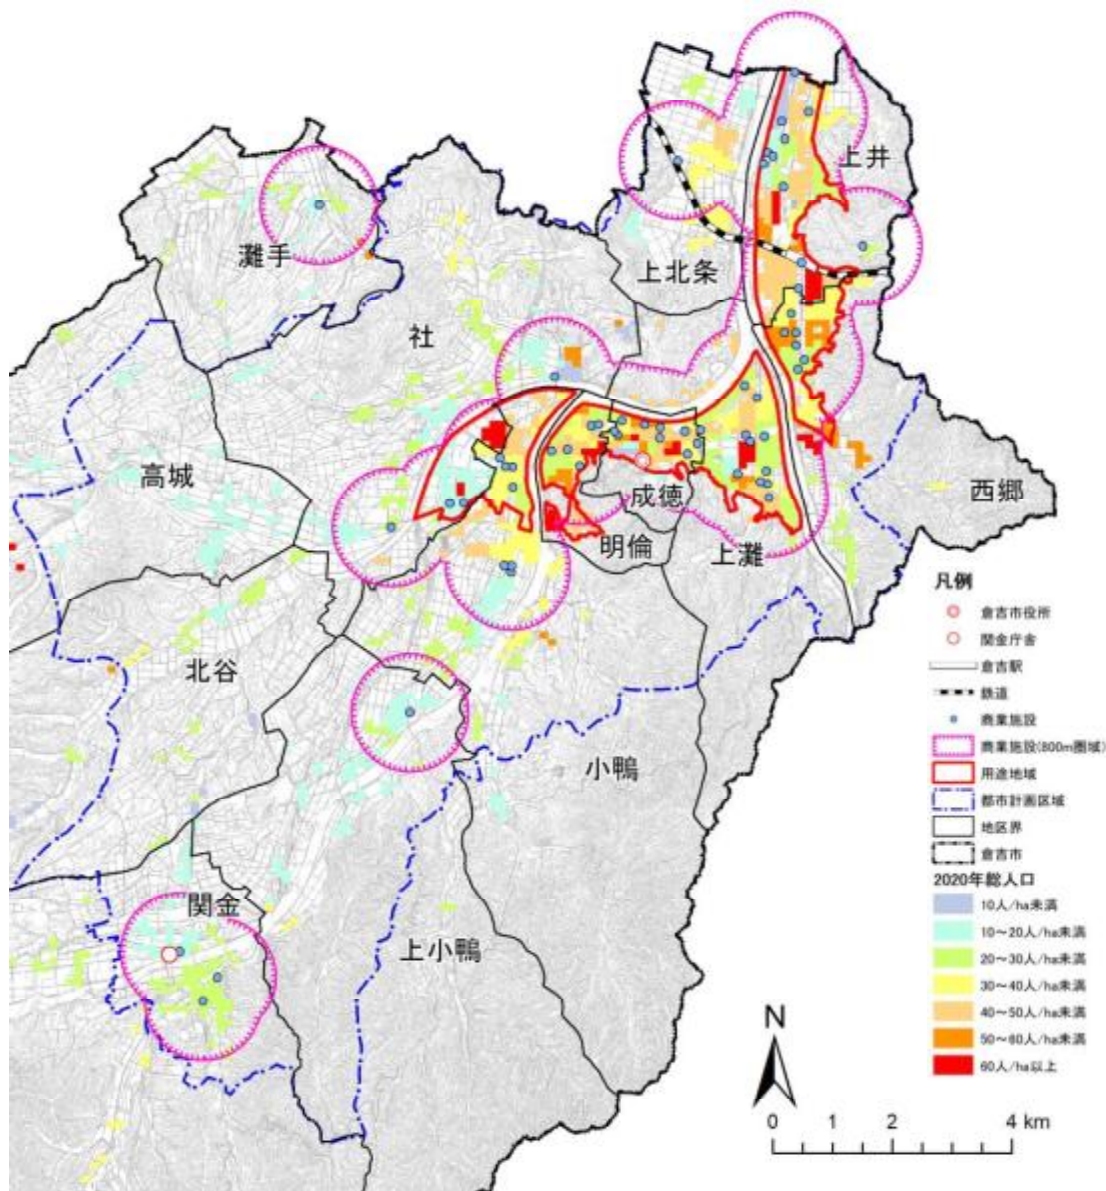 上井
灘手
上北条
社
高城
西郷
成徳
明倫
上灘
北谷
小鴨
関金
上小鴨
凡例
倉吉市役所
関金庁舎
倉吉駅
鉄道
商業施設
商業施設(800m圏域)
用途地域
都市計画区域
地区界
倉吉市
2020年総人口
10人/ha未満
10~20人/ha未満
20~30人/ha未満
30~40人/ha未満
40~50人/ha未満
50~60人/ha未満
60人/ha以上
N
0 1 2 4 km